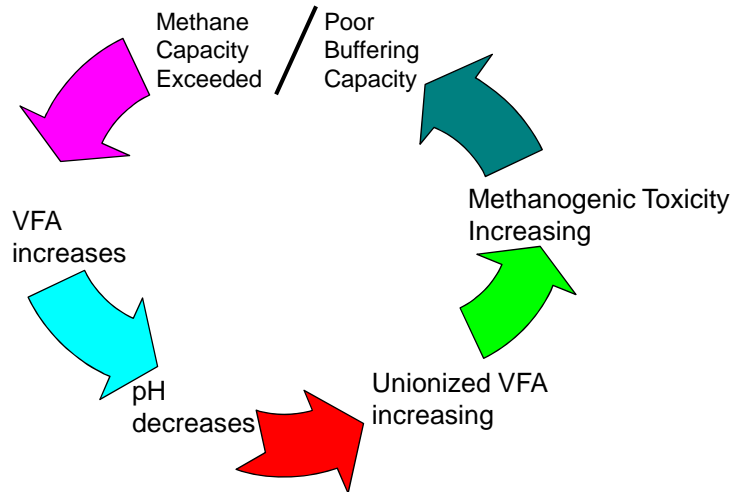 Methane
Capacity
Exceeded
Poor
Buffering
Capacity
VFA
increases
pH
decreases
Unionized VFA
increasing
Methanogenic Toxicity
Increasing